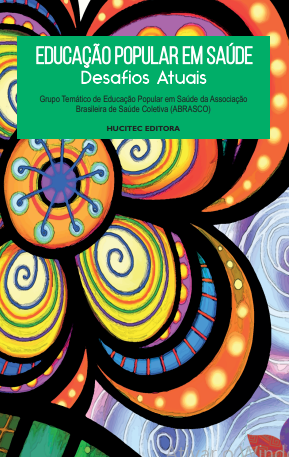 EDUCAÇÃO POPULAR EM SAÚDE
Desafios Atuais
Grupo Temático de Educação Popular em Saúde da Associação
Brasileira de Saúde Coletiva (ABRASCO)
HUCITEC EDITORA